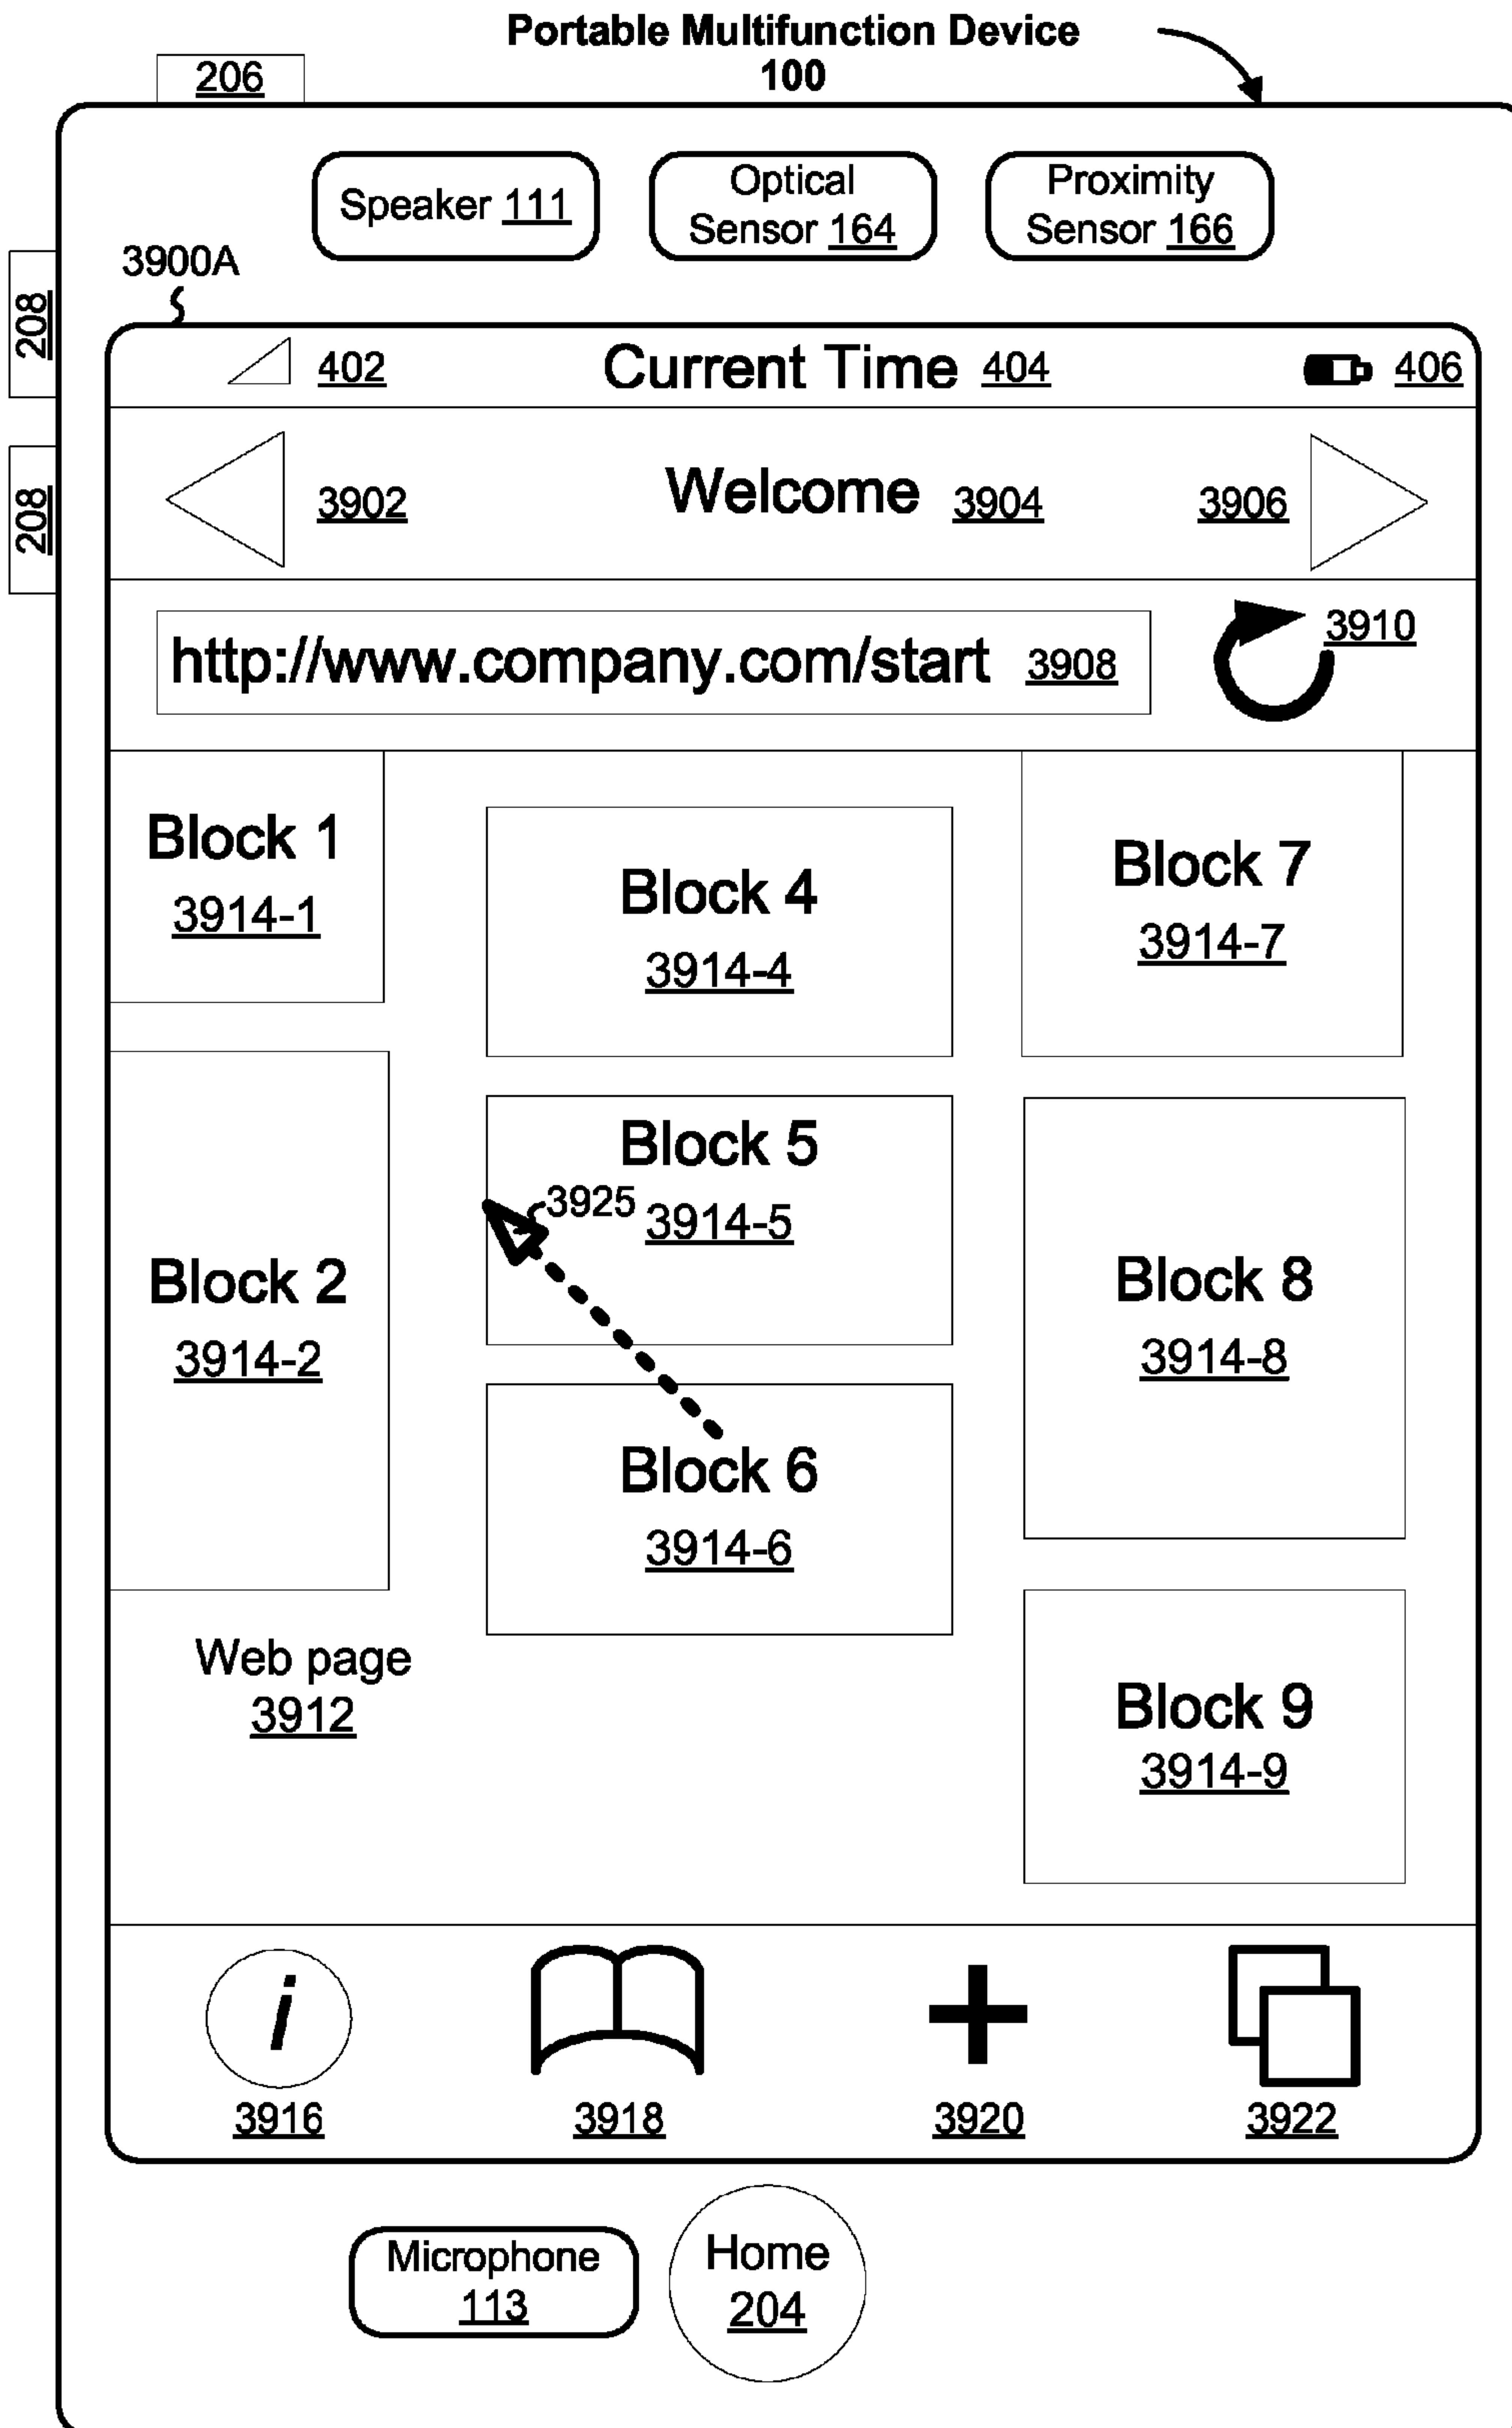 Portable Multifunction Device
100
206
Speaker 111
Optical
Sensor 164
Proximity
Sensor 166
3900A
208
208
402
Current Time 404
406
3902
Welcome 3904
3906
http://www.company.com/start 3908
3910
Block 1
3914-1
Block 4
3914-4
Block 7
3914-7
Block 2
3914-2
Block 5
3925
3914-5
Block 8
3914-8
Block 6
3914-6
Web page
3912
Block 9
3914-9
i
3916
3918
3920
3922
Microphone
113
Home
204